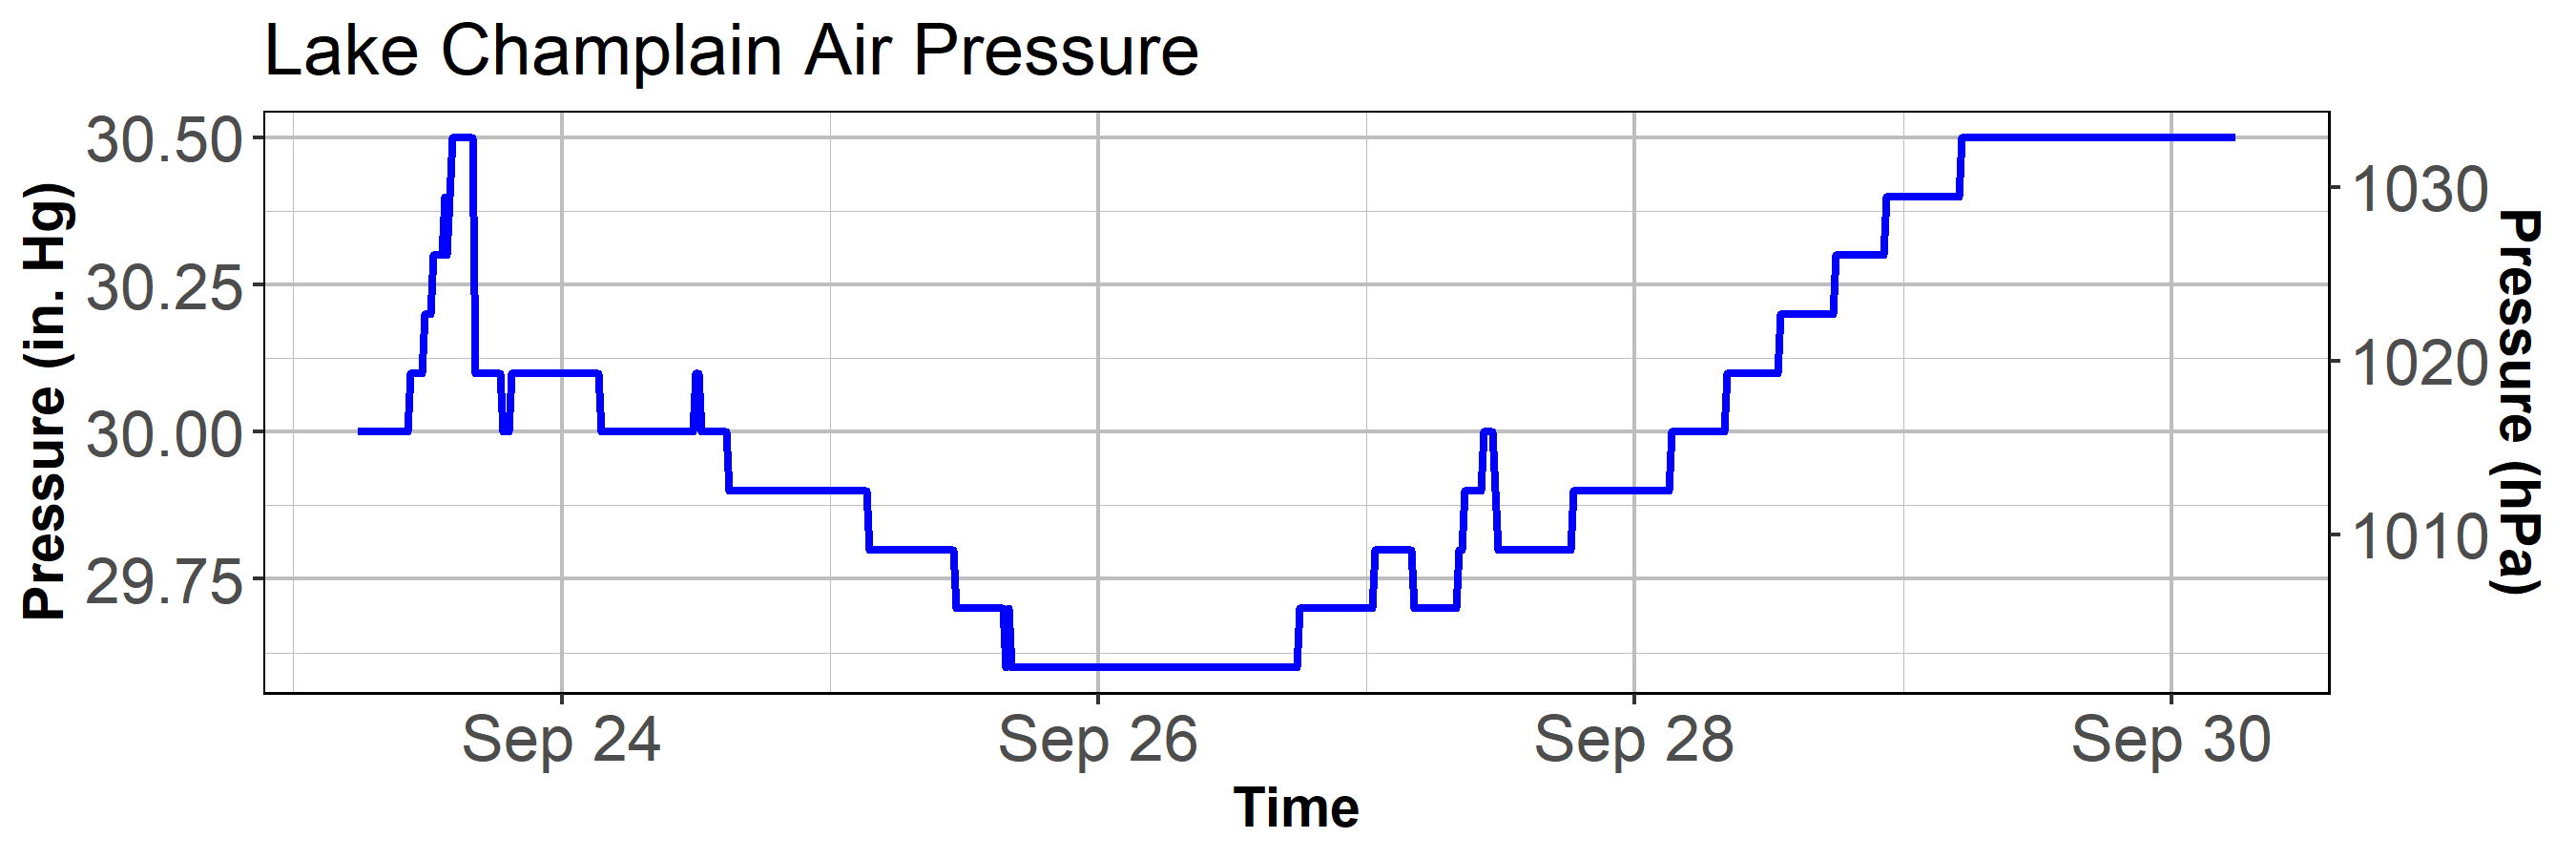 Lake Champlain Air Pressure
Pressure (in. Hg)
30.50
30.25
30.00
29.75
1030
1020
1010
Pressure (hPa)
Sep 24 Sep 26 Sep 28 Sep 30
Time